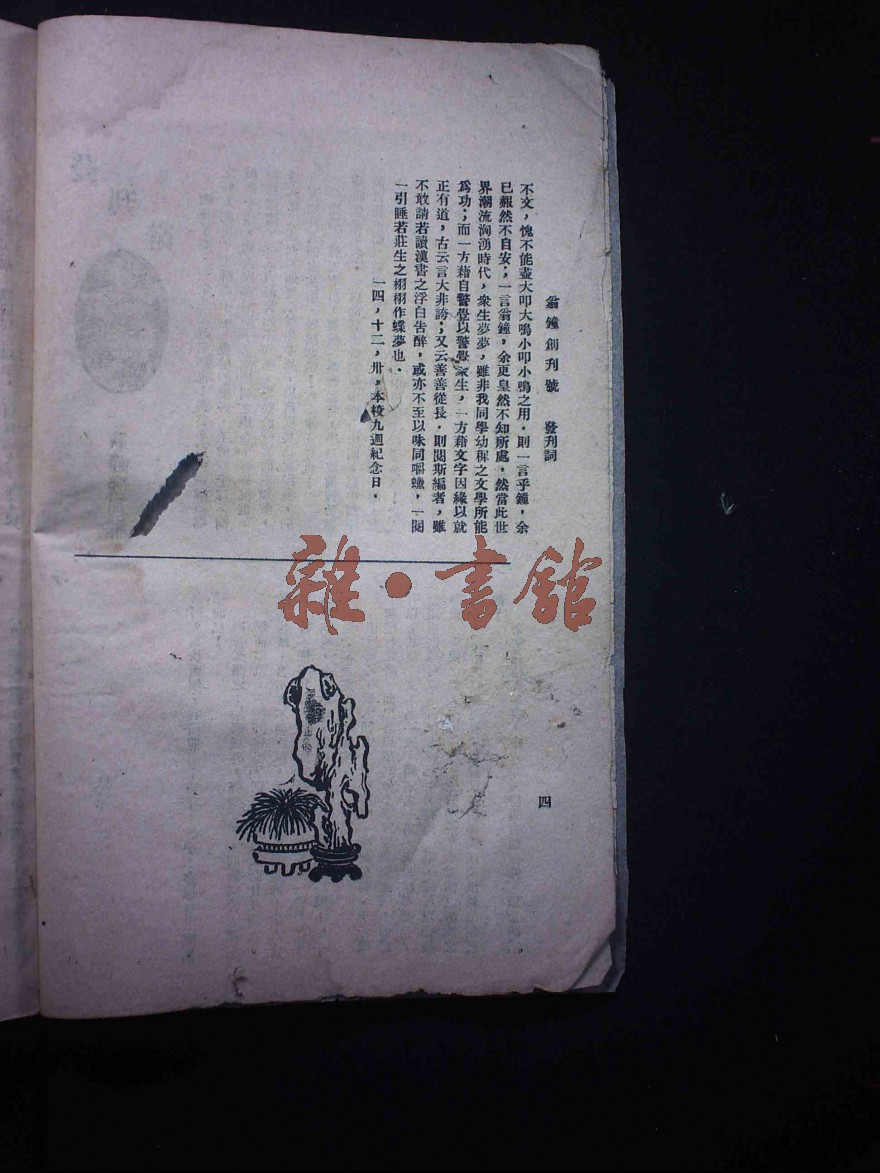 翁鐘創刊號　發刊詞
不文，愧不能盡大叩大鳴小叩小鳴之用．則一言乎鐘，余
已覥然不自安；一言翁鐘，余更皇然不知所處，然當此世
界潮流洶湧時代，衆生夢夢，雖非我同學幼稺之文學所能
爲功；而一方藉自警覺以警覺衆生，一方藉文字因緣以就
正有道，古云言大非誇；又云善善從長．則閱斯編者，雖
不敢請若讀漢書之浮白吿醉，或亦不至以味同嚼蠟，一閱
一引睡若莊生之栩栩作蝶夢也．
一四，十二，卅，本校九週紀念日．
四
雜·書館